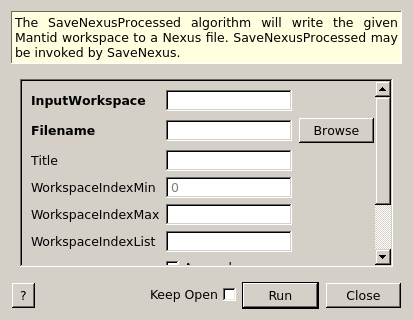 The SaveNexusProcessed algorithm will write the given
Mantid workspace to a Nexus file. SaveNexusProcessed may
be invoked by SaveNexus.
InputWorkspace
Filename
Browse
Title
WorkspaceIndexMin 0
WorkspaceIndexMax
WorkspaceIndexList
? Keep Open Run Close